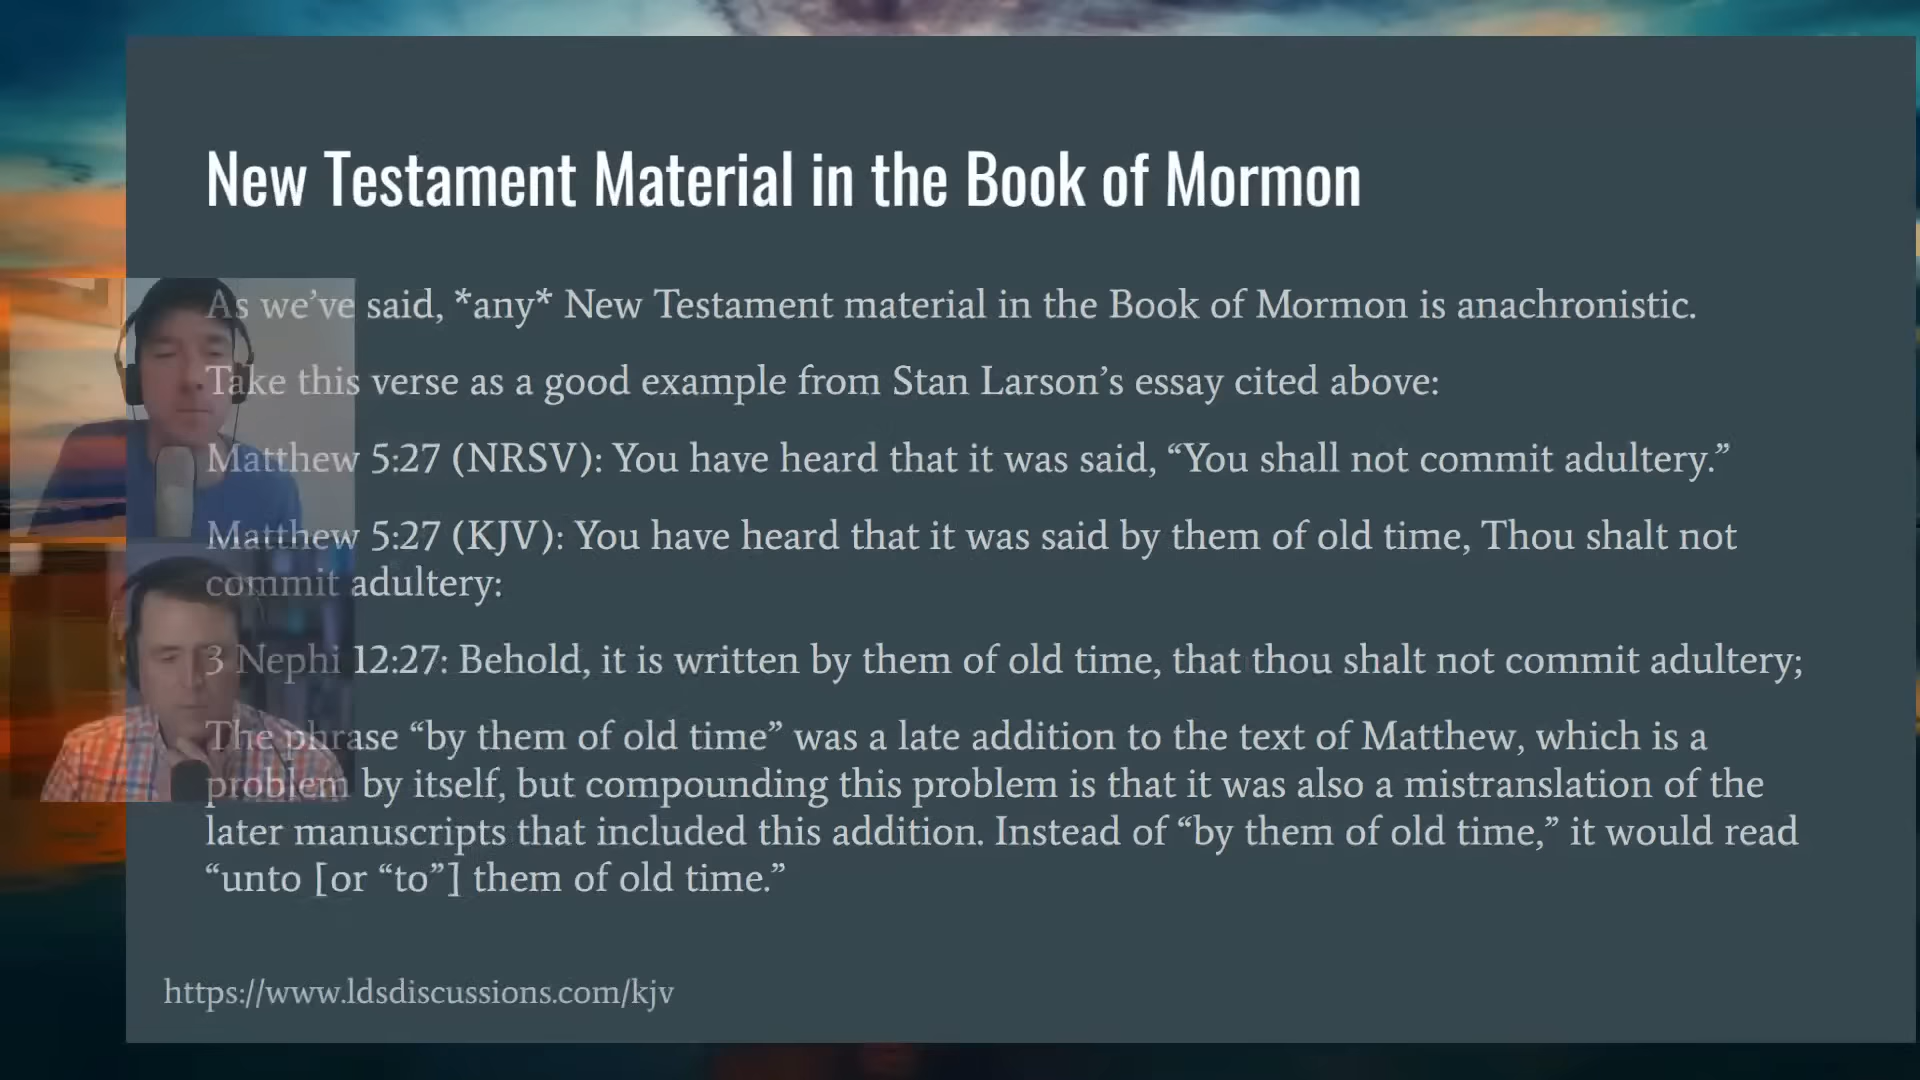 New Testament Material in the Book of Mormon
As we've said, *any* New Testament material in the Book of Mormon is anachronistic.
Take this verse as a good example from Stan Larson's essay cited above:
Matthew 5:27 (NRSV): You have heard that it was said, “You shall not commit adultery.”
Matthew 5:27 (KJV): You have heard that it was said by them of old time, Thou shalt not
commit adultery:
3 Nephi 12:27: Behold, it is written by them of old time, that thou shalt not commit adultery;
The phrase “by them of old time” was a late addition to the text of Matthew, which is a
problem by itself, but compounding this problem is that it was also a mistranslation of the
later manuscripts that included this addition. Instead of “by them of old time,” it would read
“unto [or “to”] them of old time.”
https://www.ldsdiscussions.com/kjv